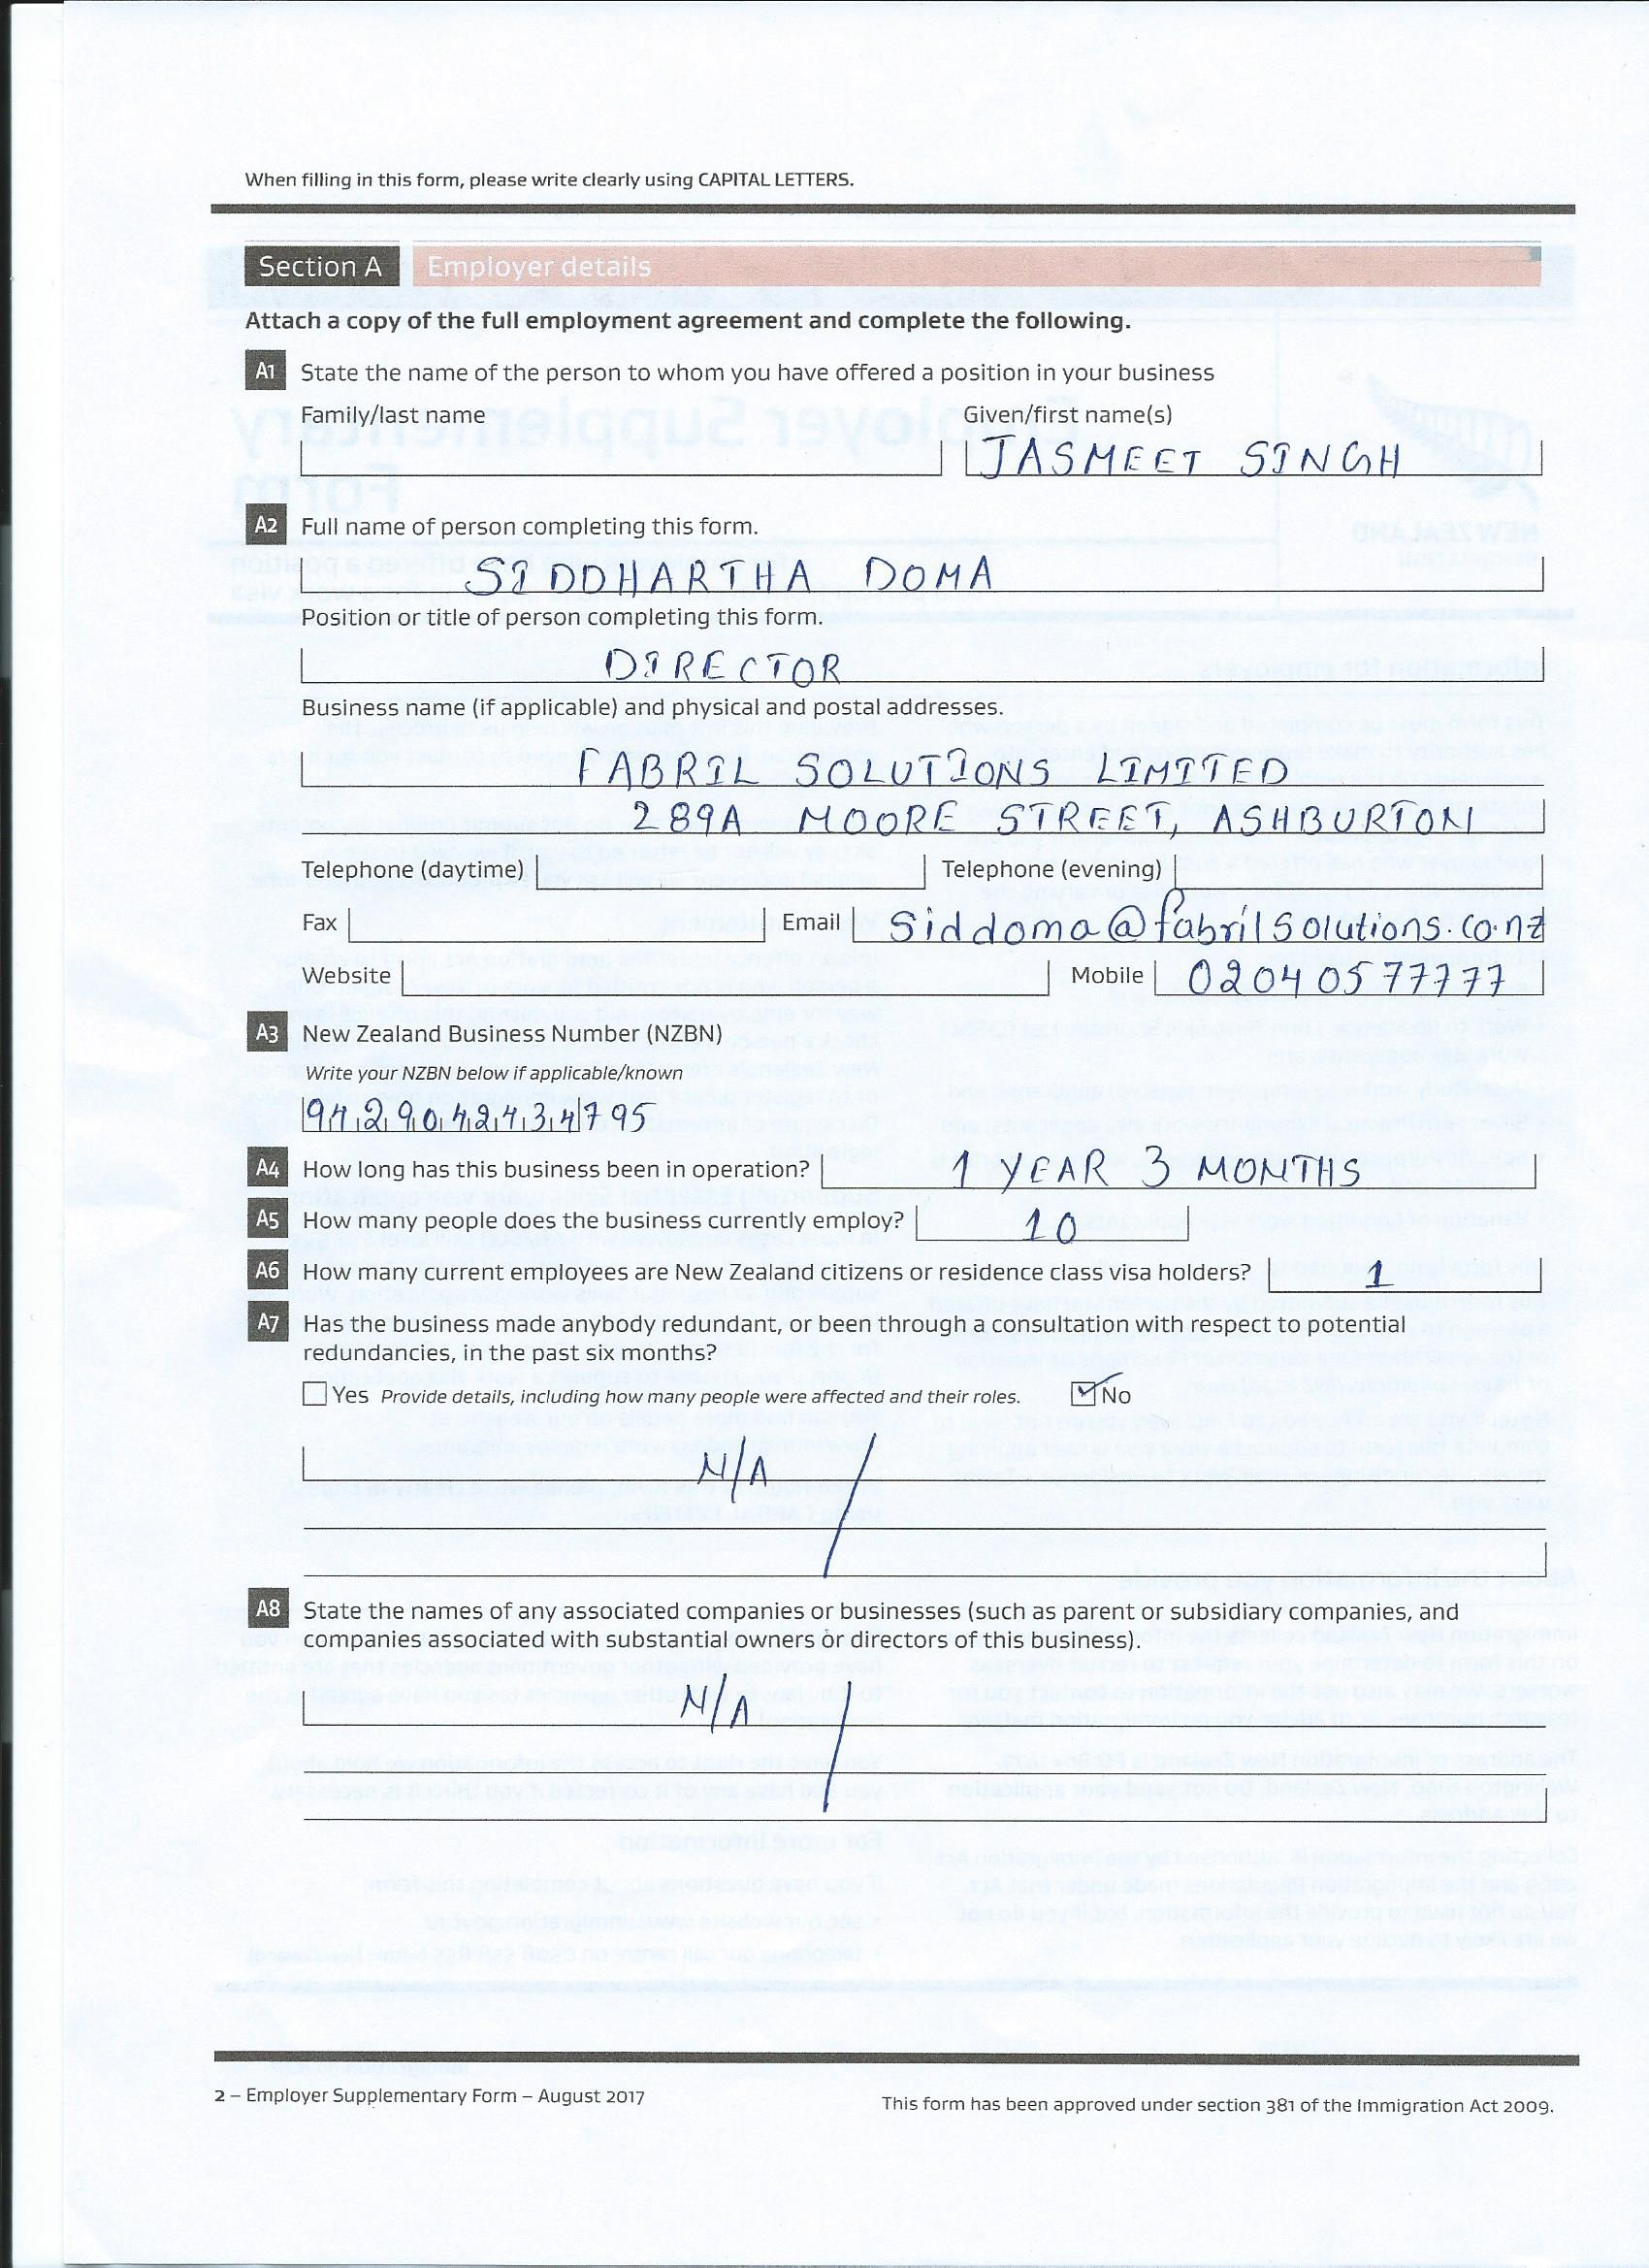 When filling in this form, please write clearly using CAPITAL LETTERS.
Section A Employer details
Attach a copy of the full employment agreement and complete the following.
A1 State the name of the person to whom you have offered a position in your business
Family/last name Given/first name(s)
JASMEET SINGH
A2 Full name of person completing this form.
SIDDHARTHA DOMA
Position or title of person completing this form.
DIRECTOR
Business name (if applicable) and physical and postal addresses.
FABRIL SOLUTIONS LIMITED
289A MOORE STREET, ASHBURTON
Telephone (daytime) Telephone (evening)
Fax Email Siddoma@fabrilsolutions.co.nz
Website Mobile 02040577777
A3 New Zealand Business Number (NZBN)
Write your NZBN below if applicable/known
9429042434795
A4 How long has this business been in operation? 1 YEAR 3 MONTHS
A5 How many people does the business currently employ? 10
A6 How many current employees are New Zealand citizens or residence class visa holders? 1
A7 Has the business made anybody redundant, or been through a consultation with respect to potential
redundancies, in the past six months?
Yes Provide details, including how many people were affected and their roles. No
N/A
A8 State the names of any associated companies or businesses (such as parent or subsidiary companies, and
companies associated with substantial owners or directors of this business).
N/A
2 – Employer Supplementary Form – August 2017
This form has been approved under section 381 of the Immigration Act 2009.